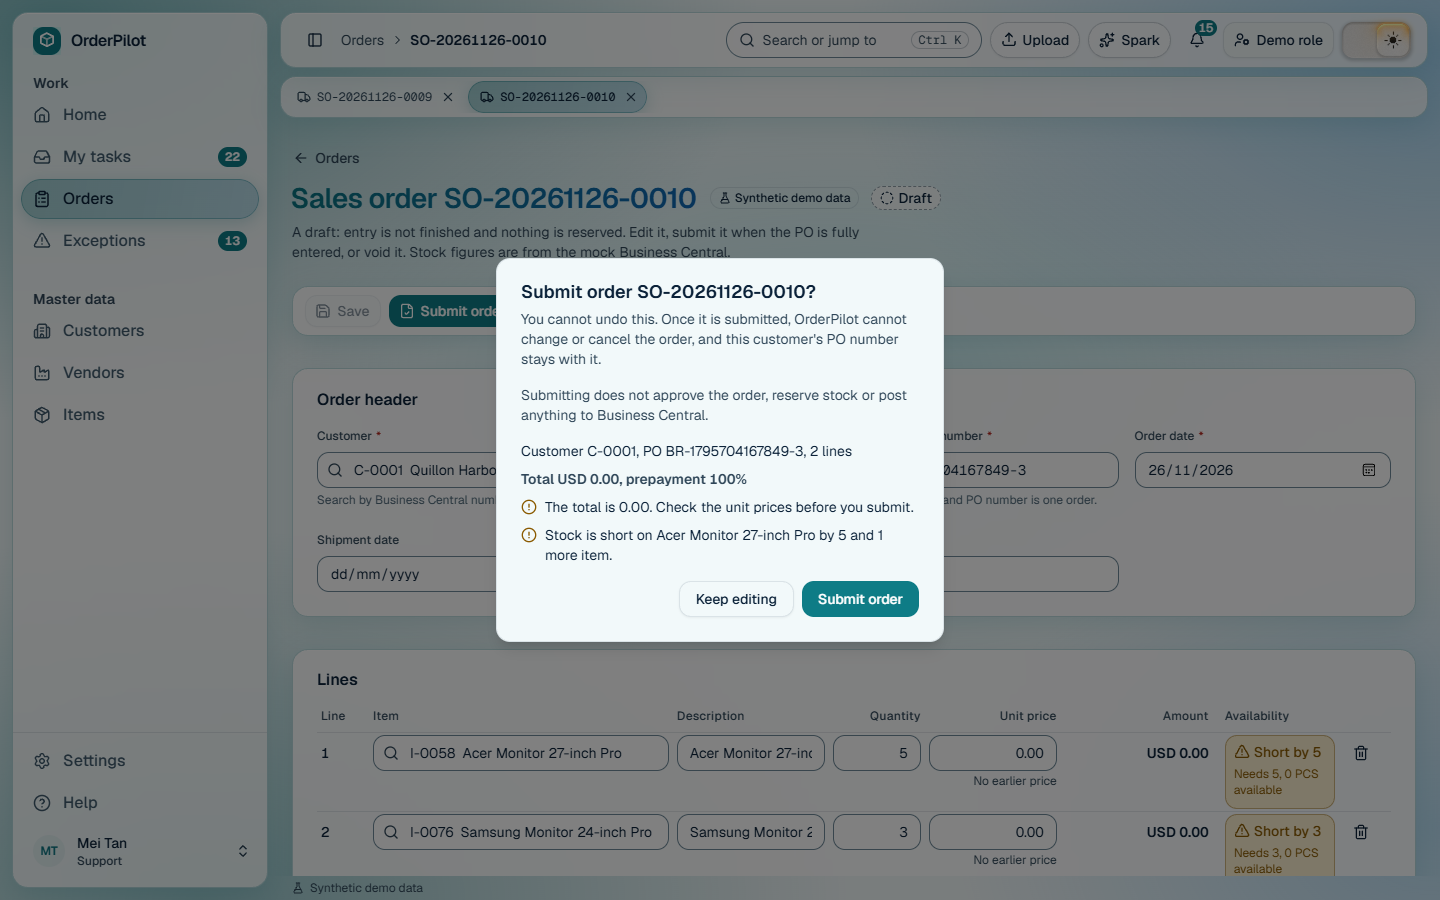 OrderPilot
Work
Home
My tasks 22
Orders
Exceptions 13
Master data
Customers
Vendors
Items
Settings
Help
MT Mei Tan
Support
Orders > SO-20261126-0010
Search or jump to Ctrl K
Upload
Spark
15
Demo role
SO-20261126-0009
SO-20261126-0010
Orders
Sales order SO-20261126-0010
Synthetic demo data
Draft
A draft: entry is not finished and nothing is reserved. Edit it, submit it when the PO is fully
entered, or void it. Stock figures are from the mock Business Central.
Save
Submit orde
Submit order SO-20261126-0010?
You cannot undo this. Once it is submitted, OrderPilot cannot
change or cancel the order, and this customer's PO number
stays with it.
Submitting does not approve the order, reserve stock or post
anything to Business Central.
Customer C-0001, PO BR-1795704167849-3, 2 lines
Total USD 0.00, prepayment 100%
The total is 0.00. Check the unit prices before you submit.
Stock is short on Acer Monitor 27-inch Pro by 5 and 1
more item.
Keep editing
Submit order
Order header
Customer *
C-0001 Quillon Harbo
Search by Business Central num
number *
04167849-3
and PO number is one order.
Order date *
26/11/2026
Shipment date
dd/mm/yyyy
Lines
Line Item Description Quantity Unit price Amount Availability
1 I-0058 Acer Monitor 27-inch Pro Acer Monitor 27-inc 5 0.00 USD 0.00 Short by 5
No earlier price
Needs 5, 0 PCS
available
2 I-0076 Samsung Monitor 24-inch Pro Samsung Monitor 2 3 0.00 USD 0.00 Short by 3
No earlier price
Needs 3, 0 PCS
available
Synthetic demo data